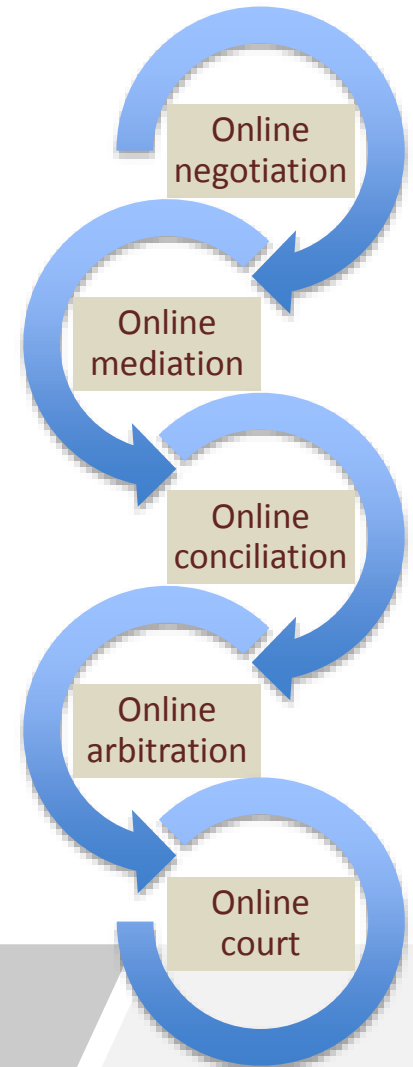 Online
negotiation
Online
mediation
Online
conciliation
Online
arbitration
Online
court